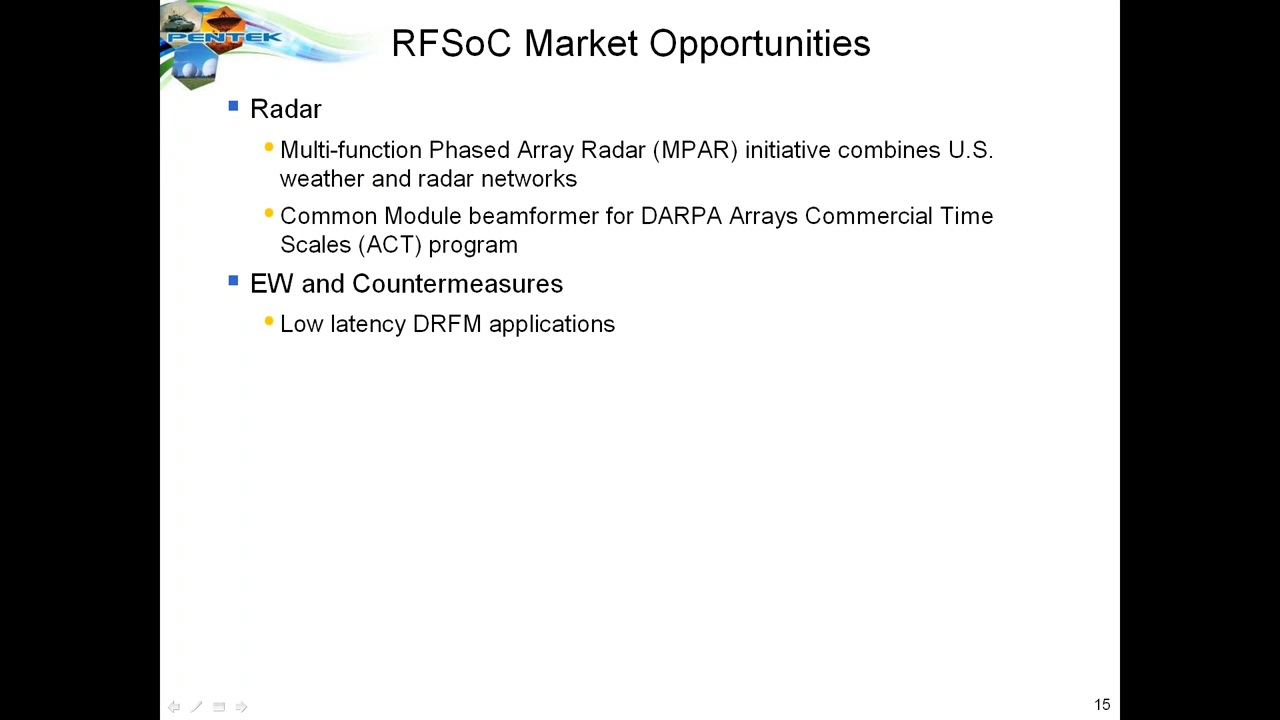 PENTEK
RFSoC Market Opportunities
Radar
Multi-function Phased Array Radar (MPAR) initiative combines U.S.
weather and radar networks
Common Module beamformer for DARPA Arrays Commercial Time
Scales (ACT) program
EW and Countermeasures
Low latency DRFM applications
15